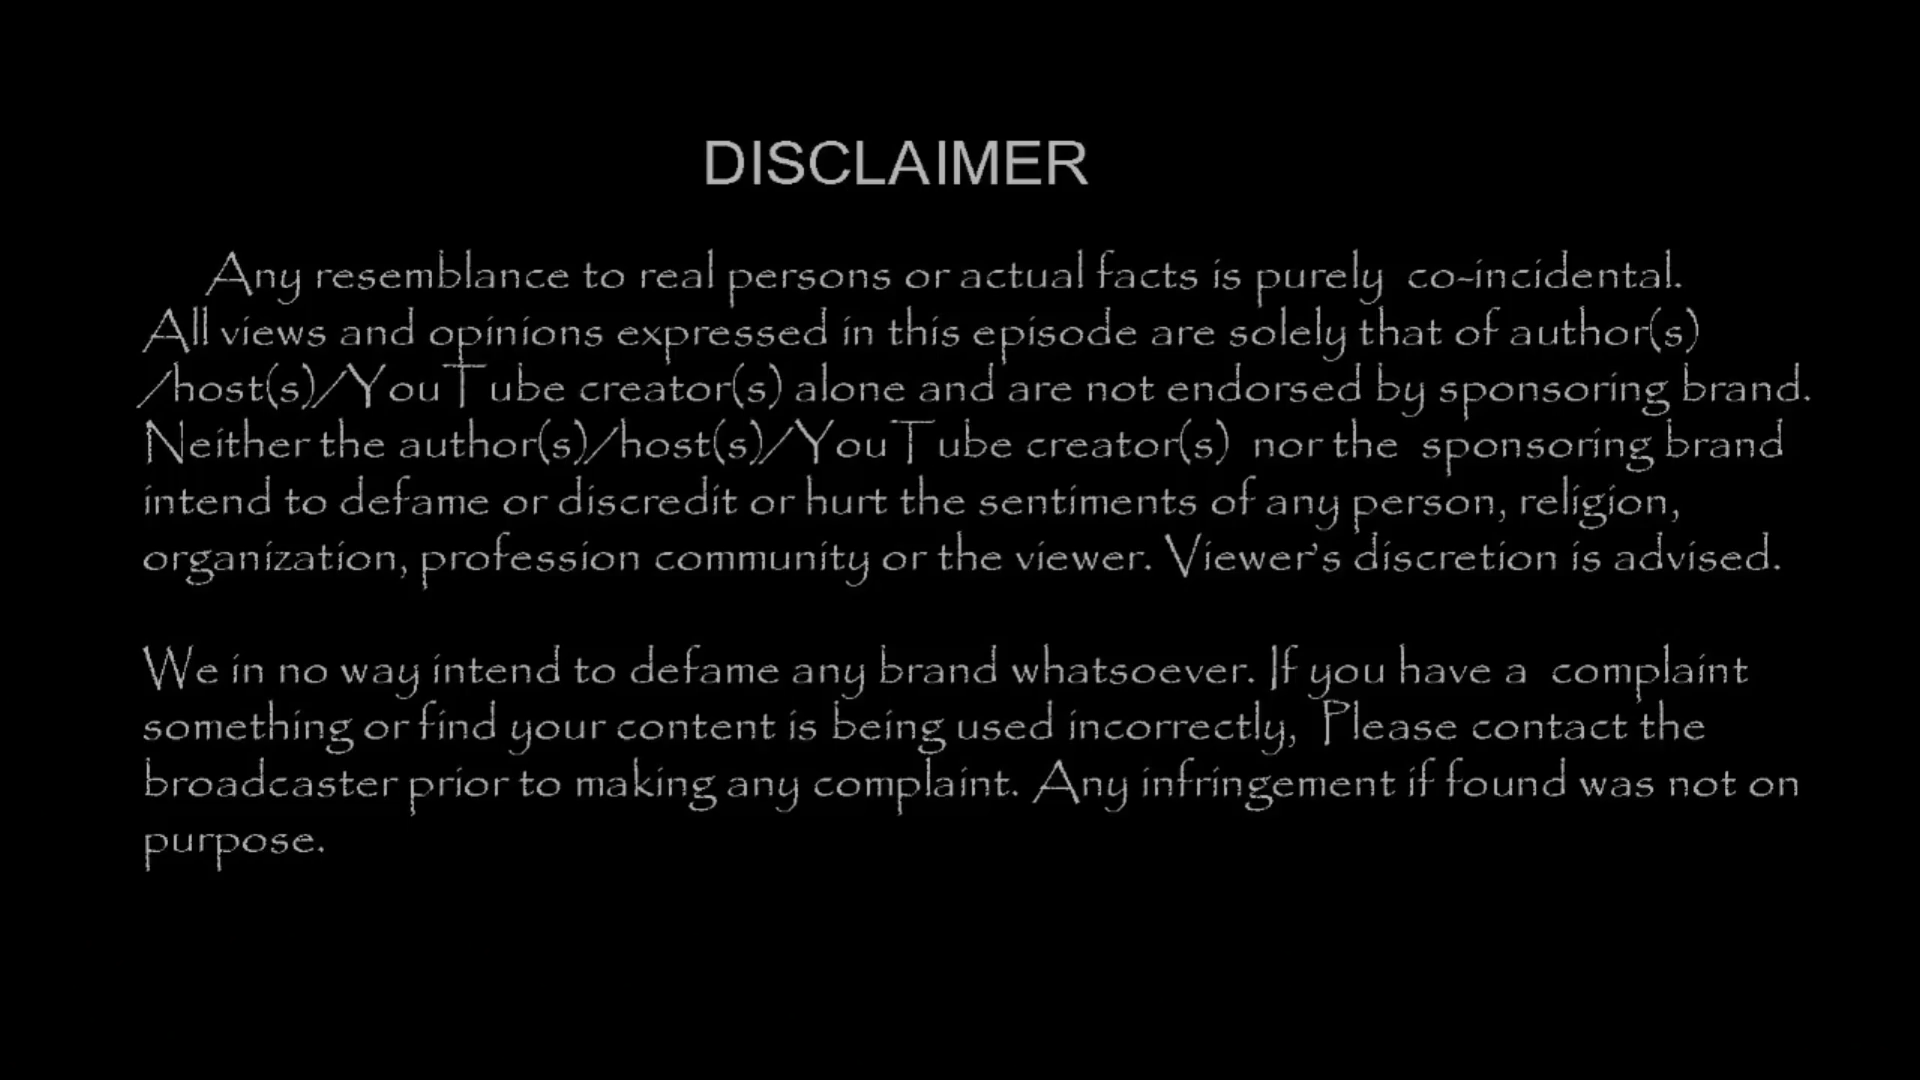 DISCLAIMER
Any resemblance to real persons or actual facts is purely co-incidental.
All views and opinions expressed in this episode are solely that of author(s)
/host(s)/YouTube creator(s) alone and are not endorsed by sponsoring brand.
Neither the author(s)/host(s)/YouTube creator(s) nor the sponsoring brand
intend to defame or discredit or hurt the sentiments of any person, religion,
organization, profession community or the viewer. Viewer's discretion is advised.
We in no way intend to defame any brand whatsoever. If you have a complaint
something or find your content is being used incorrectly, Please contact the
broadcaster prior to making any complaint. Any infringement if found was not on
purpose.